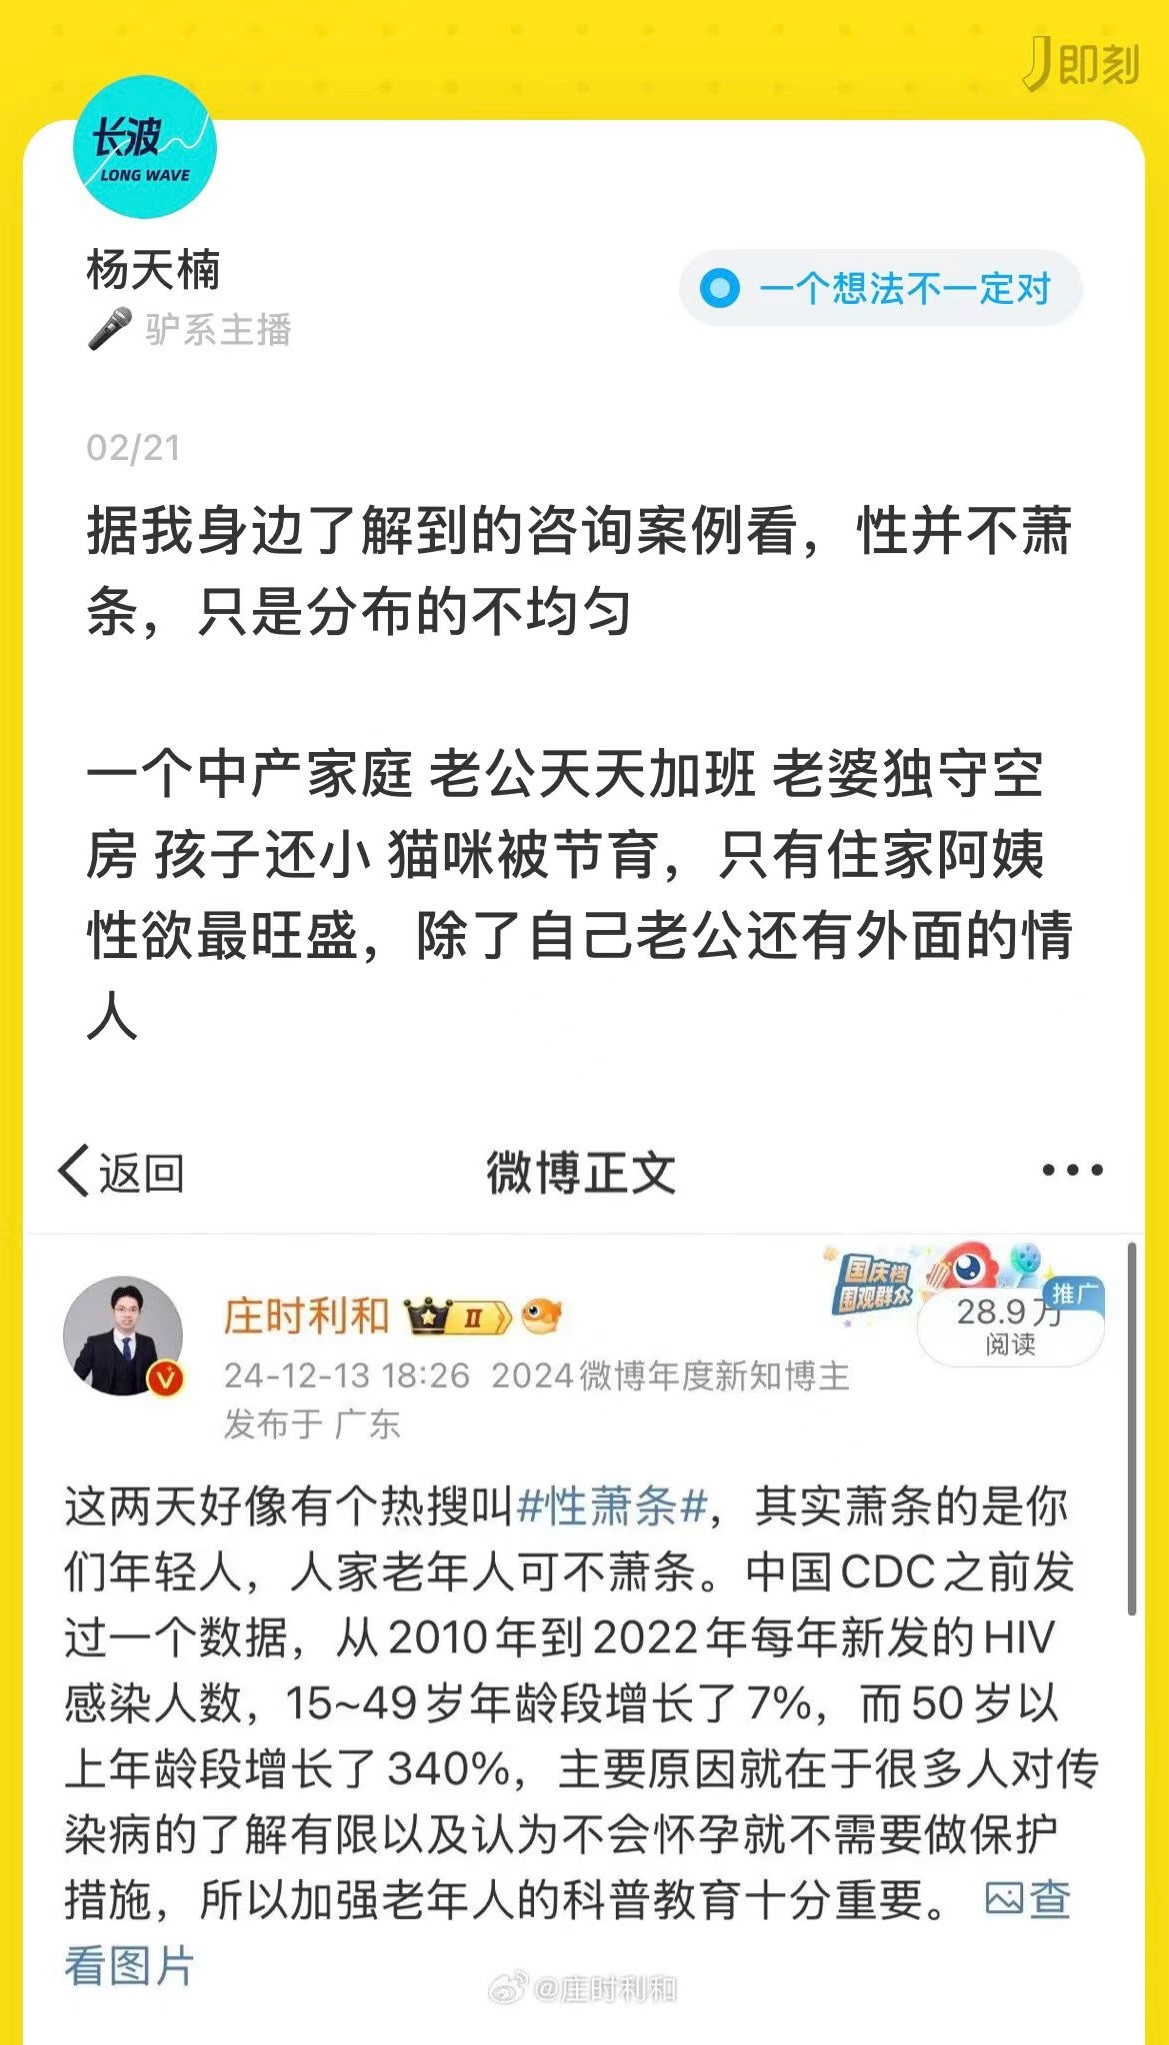 即刻
长波
LONG WAVE
杨天楠
一个想法不一定对
驴系主播
02/21
据我身边了解到的咨询案例看，性并不萧
条，只是分布的不均匀
一个中产家庭 老公天天加班 老婆独守空
房 孩子还小 猫咪被节育，只有住家阿姨
性欲最旺盛，除了自己老公还有外面的情
人
返回
微博正文
国庆档
围观群众
推广
庄时利和
II
28.9万
阅读
24-12-13 18:26 2024微博年度新知博主
发布于 广东
这两天好像有个热搜叫#性萧条#，其实萧条的是你
们年轻人，人家老年人可不萧条。中国CDC之前发
过一个数据，从2010年到2022年每年新发的HIV
感染人数，15~49岁年龄段增长了7%，而50岁以
上年龄段增长了340%，主要原因就在于很多人对传
染病的了解有限以及认为不会怀孕就不需要做保护
措施，所以加强老年人的科普教育十分重要。 查
看图片
@庄时利和